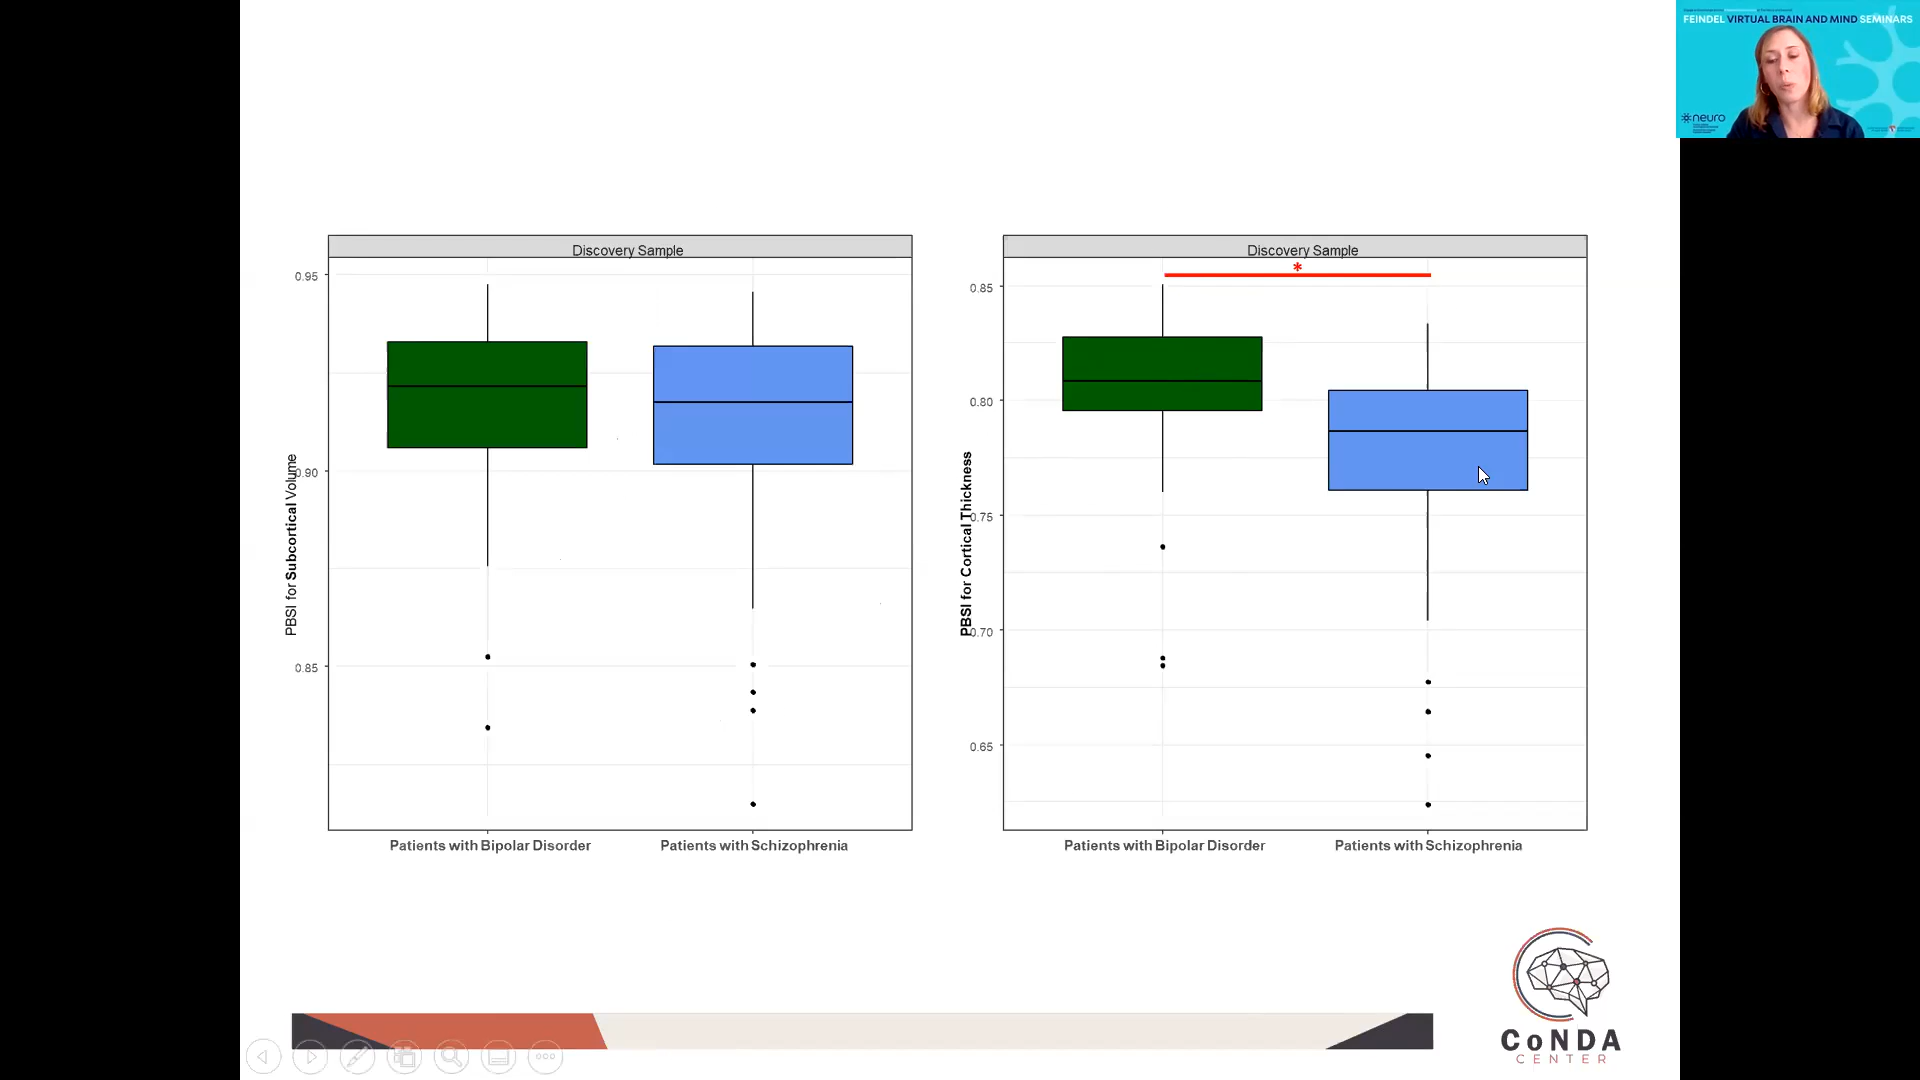 FEINDEL VIRTUAL BRAIN AND MIND SEMINARS
neuro
Discovery Sample
0.95
0.90
0.85
PBSI for Subcortical Volume
Patients with Bipolar Disorder
Patients with Schizophrenia
Discovery Sample
*
0.85
0.80
0.75
0.70
0.65
PBSI for Cortical Thickness
Patients with Bipolar Disorder
Patients with Schizophrenia
CoNDA
CENTER